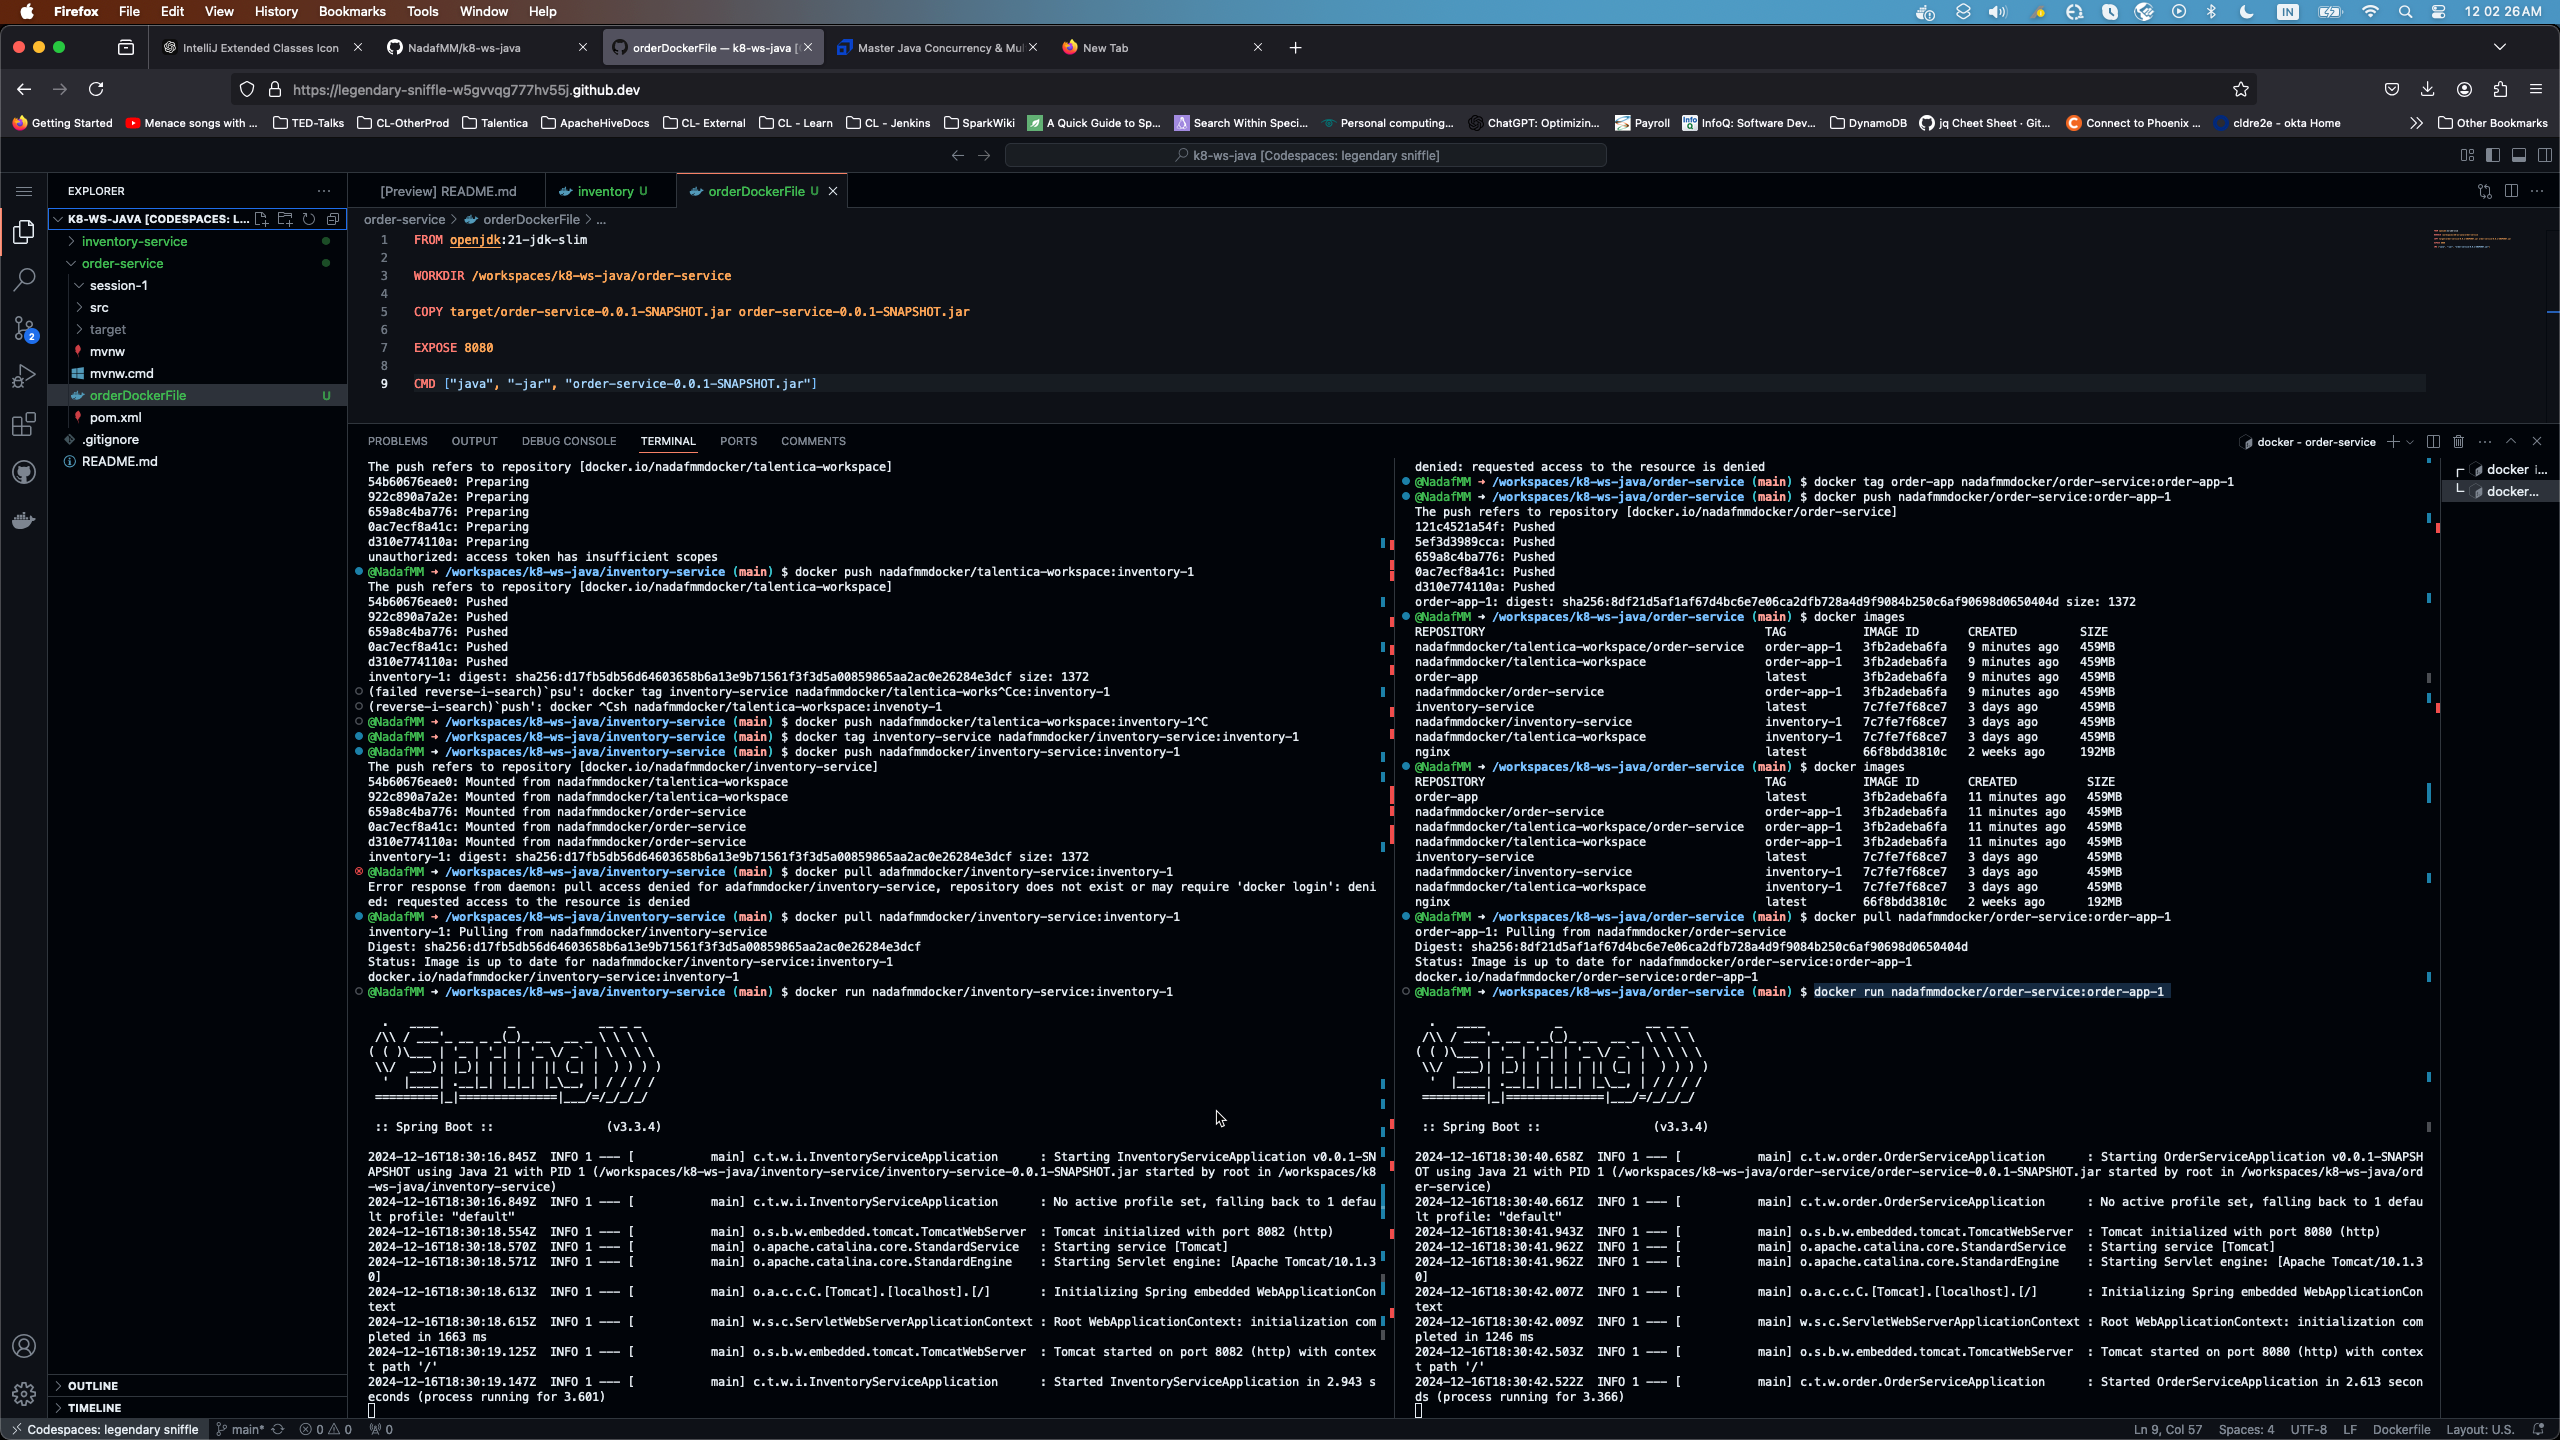 Firefox File Edit View History Bookmarks Tools Window Help IN 12 02 26 AM
IntelliJ Extended Classes Icon NadafMM/k8-ws-java orderDockerFile — k8-ws-java [ Master Java Concurrency & Mul New Tab
https://legendary-sniffle-w5gvvqg777hv55j.github.dev
Getting Started Menace songs with ... TED-Talks CL-OtherProd Talentica ApacheHiveDocs CL- External CL - Learn CL - Jenkins SparkWiki A Quick Guide to Sp... Search Within Speci... Personal computing... ChatGPT: Optimizin... Payroll InfoQ: Software Dev... DynamoDB jq Cheet Sheet · Git... Connect to Phoenix ... cldre2e - okta Home Other Bookmarks
k8-ws-java [Codespaces: legendary sniffle]
EXPLORER
K8-WS-JAVA [CODESPACES: L...
inventory-service
order-service
session-1
src
target
mvnw
mvnw.cmd
orderDockerFile U
pom.xml
.gitignore
README.md
OUTLINE
TIMELINE
2
[Preview] README.md inventory U orderDockerFile U
order-service > orderDockerFile > ...
1 FROM openjdk:21-jdk-slim
2
3 WORKDIR /workspaces/k8-ws-java/order-service
4
5 COPY target/order-service-0.0.1-SNAPSHOT.jar order-service-0.0.1-SNAPSHOT.jar
6
7 EXPOSE 8080
8
9 CMD ["java", "-jar", "order-service-0.0.1-SNAPSHOT.jar"]
PROBLEMS OUTPUT DEBUG CONSOLE TERMINAL PORTS COMMENTS docker - order-service
The push refers to repository [docker.io/nadafmmdocker/talentica-workspace]
54b60676eae0: Preparing
922c890a7a2e: Preparing
659a8c4ba776: Preparing
0ac7ecf8a41c: Preparing
d310e774110a: Preparing
unauthorized: access token has insufficient scopes
@NadafMM ➜ /workspaces/k8-ws-java/inventory-service (main) $ docker push nadafmmdocker/talentica-workspace:inventory-1
The push refers to repository [docker.io/nadafmmdocker/talentica-workspace]
54b60676eae0: Pushed
922c890a7a2e: Pushed
659a8c4ba776: Pushed
0ac7ecf8a41c: Pushed
d310e774110a: Pushed
inventory-1: digest: sha256:d17fb5db56d64603658b6a13e9b71561f3f3d5a00859865aa2ac0e26284e3dcf size: 1372
(failed reverse-i-search)`psu': docker tag inventory-service nadafmmdocker/talentica-works^Cce:inventory-1
(reverse-i-search)`push': docker ^Csh nadafmmdocker/talentica-workspace:invenoty-1
@NadafMM ➜ /workspaces/k8-ws-java/inventory-service (main) $ docker push nadafmmdocker/talentica-workspace:inventory-1^C
@NadafMM ➜ /workspaces/k8-ws-java/inventory-service (main) $ docker tag inventory-service nadafmmdocker/inventory-service:inventory-1
@NadafMM ➜ /workspaces/k8-ws-java/inventory-service (main) $ docker push nadafmmdocker/inventory-service:inventory-1
The push refers to repository [docker.io/nadafmmdocker/inventory-service]
54b60676eae0: Mounted from nadafmmdocker/talentica-workspace
922c890a7a2e: Mounted from nadafmmdocker/talentica-workspace
659a8c4ba776: Mounted from nadafmmdocker/order-service
0ac7ecf8a41c: Mounted from nadafmmdocker/order-service
d310e774110a: Mounted from nadafmmdocker/order-service
inventory-1: digest: sha256:d17fb5db56d64603658b6a13e9b71561f3f3d5a00859865aa2ac0e26284e3dcf size: 1372
@NadafMM ➜ /workspaces/k8-ws-java/inventory-service (main) $ docker pull adafmmdocker/inventory-service:inventory-1
Error response from daemon: pull access denied for adafmmdocker/inventory-service, repository does not exist or may require 'docker login': deni
ed: requested access to the resource is denied
@NadafMM ➜ /workspaces/k8-ws-java/inventory-service (main) $ docker pull nadafmmdocker/inventory-service:inventory-1
inventory-1: Pulling from nadafmmdocker/inventory-service
Digest: sha256:d17fb5db56d64603658b6a13e9b71561f3f3d5a00859865aa2ac0e26284e3dcf
Status: Image is up to date for nadafmmdocker/inventory-service:inventory-1
docker.io/nadafmmdocker/inventory-service:inventory-1
@NadafMM ➜ /workspaces/k8-ws-java/inventory-service (main) $ docker run nadafmmdocker/inventory-service:inventory-1
:: Spring Boot :: (v3.3.4)
2024-12-16T18:30:16.845Z INFO 1 --- [ main] c.t.w.i.InventoryServiceApplication : Starting InventoryServiceApplication v0.0.1-SN
APSHOT using Java 21 with PID 1 (/workspaces/k8-ws-java/inventory-service/inventory-service-0.0.1-SNAPSHOT.jar started by root in /workspaces/k8
-ws-java/inventory-service)
2024-12-16T18:30:16.849Z INFO 1 --- [ main] c.t.w.i.InventoryServiceApplication : No active profile set, falling back to 1 defau
lt profile: "default"
2024-12-16T18:30:18.554Z INFO 1 --- [ main] o.s.b.w.embedded.tomcat.TomcatWebServer : Tomcat initialized with port 8082 (http)
2024-12-16T18:30:18.570Z INFO 1 --- [ main] o.apache.catalina.core.StandardService : Starting service [Tomcat]
2024-12-16T18:30:18.571Z INFO 1 --- [ main] o.apache.catalina.core.StandardEngine : Starting Servlet engine: [Apache Tomcat/10.1.3
0]
2024-12-16T18:30:18.613Z INFO 1 --- [ main] o.a.c.c.C.[Tomcat].[localhost].[/] : Initializing Spring embedded WebApplicationCon
text
2024-12-16T18:30:18.615Z INFO 1 --- [ main] w.s.c.ServletWebServerApplicationContext : Root WebApplicationContext: initialization com
pleted in 1663 ms
2024-12-16T18:30:19.125Z INFO 1 --- [ main] o.s.b.w.embedded.tomcat.TomcatWebServer : Tomcat started on port 8082 (http) with contex
t path '/'
2024-12-16T18:30:19.147Z INFO 1 --- [ main] c.t.w.i.InventoryServiceApplication : Started InventoryServiceApplication in 2.943 s
econds (process running for 3.601)
denied: requested access to the resource is denied
@NadafMM ➜ /workspaces/k8-ws-java/order-service (main) $ docker tag order-app nadafmmdocker/order-service:order-app-1
@NadafMM ➜ /workspaces/k8-ws-java/order-service (main) $ docker push nadafmmdocker/order-service:order-app-1
The push refers to repository [docker.io/nadafmmdocker/order-service]
121c4521a54f: Pushed
5ef3d3989cca: Pushed
659a8c4ba776: Pushed
0ac7ecf8a41c: Pushed
d310e774110a: Pushed
order-app-1: digest: sha256:8df21d5af1af67d4bc6e7e06ca2dfb728a4d9f9084b250c6af90698d0650404d size: 1372
@NadafMM ➜ /workspaces/k8-ws-java/order-service (main) $ docker images
REPOSITORY TAG IMAGE ID CREATED SIZE
nadafmmdocker/talentica-workspace/order-service order-app-1 3fb2adeba6fa 9 minutes ago 459MB
nadafmmdocker/talentica-workspace order-app-1 3fb2adeba6fa 9 minutes ago 459MB
order-app latest 3fb2adeba6fa 9 minutes ago 459MB
nadafmmdocker/order-service order-app-1 3fb2adeba6fa 9 minutes ago 459MB
inventory-service latest 7c7fe7f68ce7 3 days ago 459MB
nadafmmdocker/inventory-service inventory-1 7c7fe7f68ce7 3 days ago 459MB
nadafmmdocker/talentica-workspace inventory-1 7c7fe7f68ce7 3 days ago 459MB
nginx latest 66f8bdd3810c 2 weeks ago 192MB
@NadafMM ➜ /workspaces/k8-ws-java/order-service (main) $ docker images
REPOSITORY TAG IMAGE ID CREATED SIZE
order-app latest 3fb2adeba6fa 11 minutes ago 459MB
nadafmmdocker/order-service order-app-1 3fb2adeba6fa 11 minutes ago 459MB
nadafmmdocker/talentica-workspace/order-service order-app-1 3fb2adeba6fa 11 minutes ago 459MB
nadafmmdocker/talentica-workspace order-app-1 3fb2adeba6fa 11 minutes ago 459MB
inventory-service latest 7c7fe7f68ce7 3 days ago 459MB
nadafmmdocker/inventory-service inventory-1 7c7fe7f68ce7 3 days ago 459MB
nadafmmdocker/talentica-workspace inventory-1 7c7fe7f68ce7 3 days ago 459MB
nginx latest 66f8bdd3810c 2 weeks ago 192MB
@NadafMM ➜ /workspaces/k8-ws-java/order-service (main) $ docker pull nadafmmdocker/order-service:order-app-1
order-app-1: Pulling from nadafmmdocker/order-service
Digest: sha256:8df21d5af1af67d4bc6e7e06ca2dfb728a4d9f9084b250c6af90698d0650404d
Status: Image is up to date for nadafmmdocker/order-service:order-app-1
docker.io/nadafmmdocker/order-service:order-app-1
@NadafMM ➜ /workspaces/k8-ws-java/order-service (main) $ docker run nadafmmdocker/order-service:order-app-1
:: Spring Boot :: (v3.3.4)
2024-12-16T18:30:40.658Z INFO 1 --- [ main] c.t.w.order.OrderServiceApplication : Starting OrderServiceApplication v0.0.1-SNAPSH
OT using Java 21 with PID 1 (/workspaces/k8-ws-java/order-service/order-service-0.0.1-SNAPSHOT.jar started by root in /workspaces/k8-ws-java/ord
er-service)
2024-12-16T18:30:40.661Z INFO 1 --- [ main] c.t.w.order.OrderServiceApplication : No active profile set, falling back to 1 defau
lt profile: "default"
2024-12-16T18:30:41.943Z INFO 1 --- [ main] o.s.b.w.embedded.tomcat.TomcatWebServer : Tomcat initialized with port 8080 (http)
2024-12-16T18:30:41.962Z INFO 1 --- [ main] o.apache.catalina.core.StandardService : Starting service [Tomcat]
2024-12-16T18:30:41.962Z INFO 1 --- [ main] o.apache.catalina.core.StandardEngine : Starting Servlet engine: [Apache Tomcat/10.1.3
0]
2024-12-16T18:30:42.007Z INFO 1 --- [ main] o.a.c.c.C.[Tomcat].[localhost].[/] : Initializing Spring embedded WebApplicationCon
text
2024-12-16T18:30:42.009Z INFO 1 --- [ main] w.s.c.ServletWebServerApplicationContext : Root WebApplicationContext: initialization com
pleted in 1246 ms
2024-12-16T18:30:42.503Z INFO 1 --- [ main] o.s.b.w.embedded.tomcat.TomcatWebServer : Tomcat started on port 8080 (http) with contex
t path '/'
2024-12-16T18:30:42.522Z INFO 1 --- [ main] c.t.w.order.OrderServiceApplication : Started OrderServiceApplication in 2.613 secon
ds (process running for 3.366)
docker i...
docker...
Codespaces: legendary sniffle main* 0 0 0 Ln 9, Col 57 Spaces: 4 UTF-8 LF Dockerfile Layout: U.S.